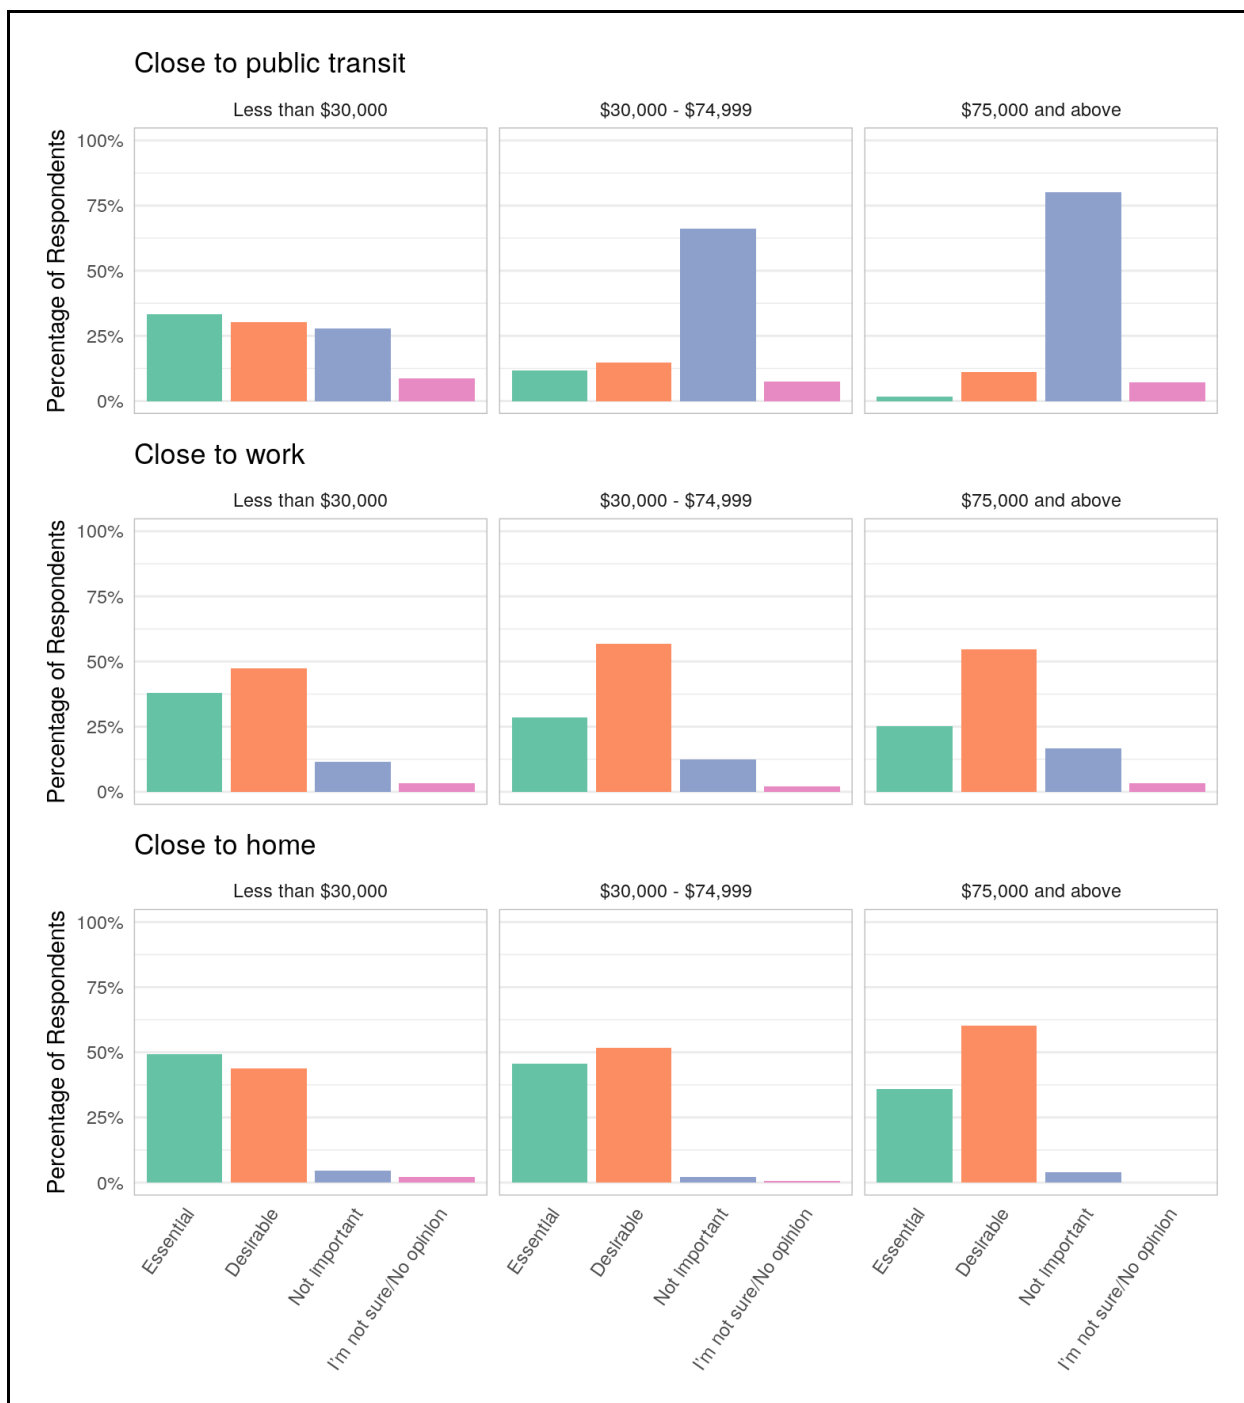 Close to public transit
Less than $30,000
$30,000 - $74,999
$75,000 and above
Percentage of Respondents
100%
75%
50%
25%
0%
Close to work
Less than $30,000
$30,000 - $74,999
$75,000 and above
Percentage of Respondents
100%
75%
50%
25%
0%
Close to home
Less than $30,000
$30,000 - $74,999
$75,000 and above
Percentage of Respondents
100%
75%
50%
25%
0%
Essential
Desirable
Not important
I'm not sure/No opinion
Essential
Desirable
Not important
I'm not sure/No opinion
Essential
Desirable
Not important
I'm not sure/No opinion